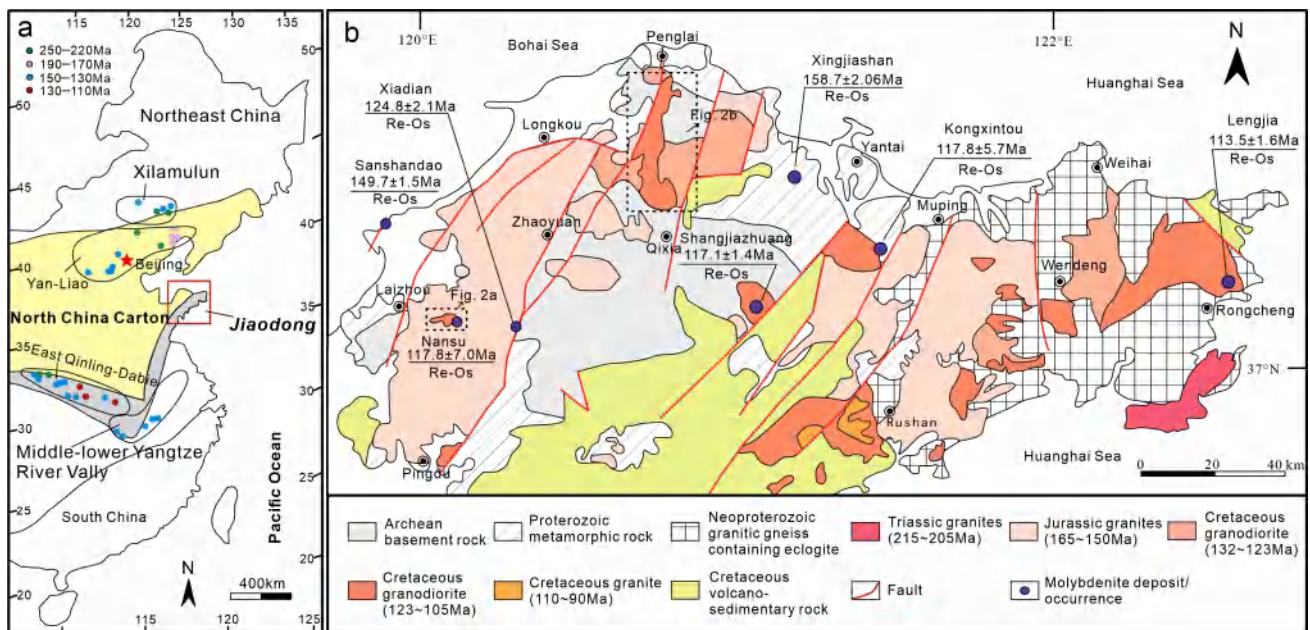 a
115 120 125 130 135
250—220Ma
190—170Ma
150—130Ma
130—110Ma
50
50
45
40
35
30
25
20
45
40
35
30
25
20
Northeast China
Xilamulun
Beijing
Yan-Liao
North China Carton
Jiaodong
East Qinling-Dabie
Middle-lower Yangtze
River Vally
South China
Pacific Ocean
N
400km
115 120 125
b
120°E
122°E
N
Bohai Sea
Penglai
Xingjiashan
158.7±2.06Ma
Re-Os
Huanghai Sea
Xiadian
124.8±2.1Ma
Re-Os
Longkou
Fig. 2b
Yantai
Kongxintou
117.8±5.7Ma
Re-Os
Lengjia
113.5±1.6Ma
Re-Os
Weihai
Sanshandao
149.7±1.5Ma
Re-Os
Zhaoyuan
Qixia
Shangjiazhuang
117.1±1.4Ma
Re-Os
Muping
Wendeng
Rongcheng
Laizhou
Fig. 2a
Nansu
117.8±7.0Ma
Re-Os
37°N
Rushan
Pingdu
Huanghai Sea
0 20 40 km
Archean
basement rock
Proterozoic
metamorphic rock
Neoproterozoic
granitic gneiss
containing eclogite
Triassic granites
(215~205Ma)
Jurassic granites
(165~150Ma)
Cretaceous
granodiorite
(132~123Ma)
Cretaceous
granodiorite
(123~105Ma)
Cretaceous granite
(110~90Ma)
Cretaceous
volcano-
sedimentary rock
Fault
Molybdenite deposit/
occurrence